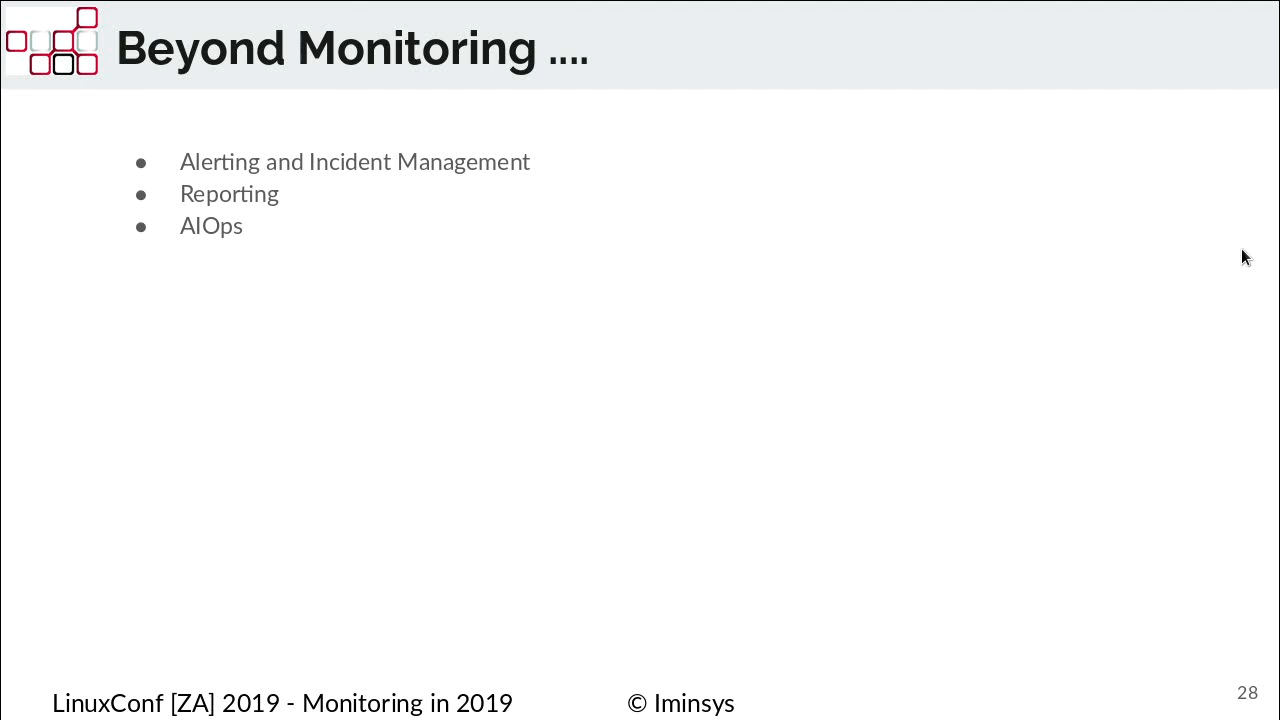 Beyond Monitoring ....
● Alerting and Incident Management
● Reporting
● AIOps
LinuxConf [ZA] 2019 - Monitoring in 2019
© Iminsys
28